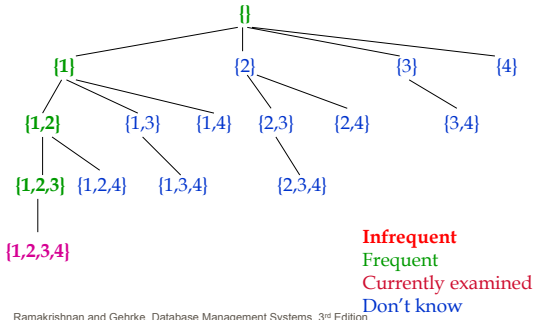 {}
{1} {2} {3} {4}
{1,2} {1,3} {1,4} {2,3} {2,4} {3,4}
{1,2,3} {1,2,4} {1,3,4} {2,3,4}
{1,2,3,4}
Infrequent
Frequent
Currently examined
Don't know
Ramakrishnan and Gehrke. Database Management Systems, 3rd Edition.